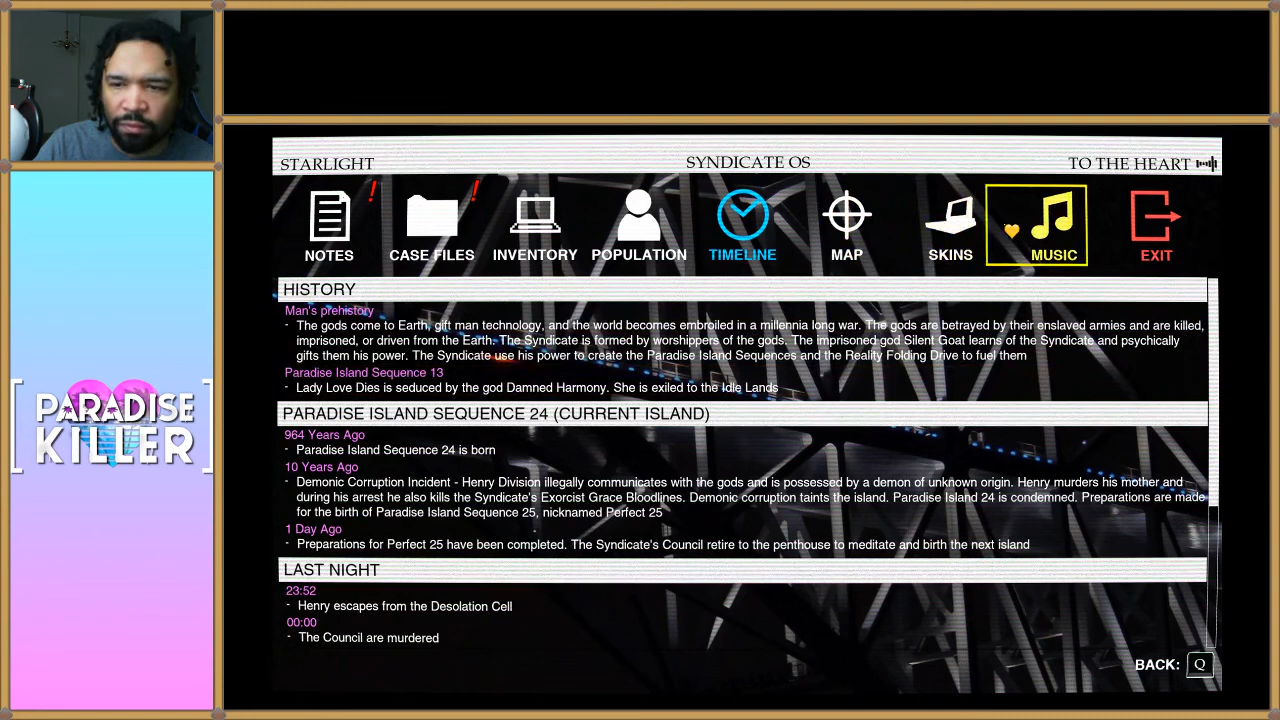 STARLIGHT
SYNDICATE OS
TO THE HEART
NOTES
CASE FILES
INVENTORY
POPULATION
TIMELINE
MAP
SKINS
MUSIC
EXIT
HISTORY
Man's prehistory
- The gods come to Earth, gift man technology, and the world becomes embroiled in a millennia long war. The gods are betrayed by their enslaved armies and are killed,
imprisoned, or driven from the Earth. The Syndicate is formed by worshippers of the gods. The imprisoned god Silent Goat learns of the Syndicate and psychically
gifts them his power. The Syndicate use his power to create the Paradise Island Sequences and the Reality Folding Drive to fuel them
Paradise Island Sequence 13
- Lady Love Dies is seduced by the god Damned Harmony. She is exiled to the Idle Lands
PARADISE ISLAND SEQUENCE 24 (CURRENT ISLAND)
964 Years Ago
- Paradise Island Sequence 24 is born
10 Years Ago
- Demonic Corruption Incident - Henry Division illegally communicates with the gods and is possessed by a demon of unknown origin. Henry murders his mother and
during his arrest he also kills the Syndicate's Exorcist Grace Bloodlines. Demonic corruption taints the island. Paradise Island 24 is condemned. Preparations are made
for the birth of Paradise Island Sequence 25, nicknamed Perfect 25
1 Day Ago
- Preparations for Perfect 25 have been completed. The Syndicate's Council retire to the penthouse to meditate and birth the next island
LAST NIGHT
23:52
- Henry escapes from the Desolation Cell
00:00
- The Council are murdered
BACK: Q
[PARADISE
KILLER]